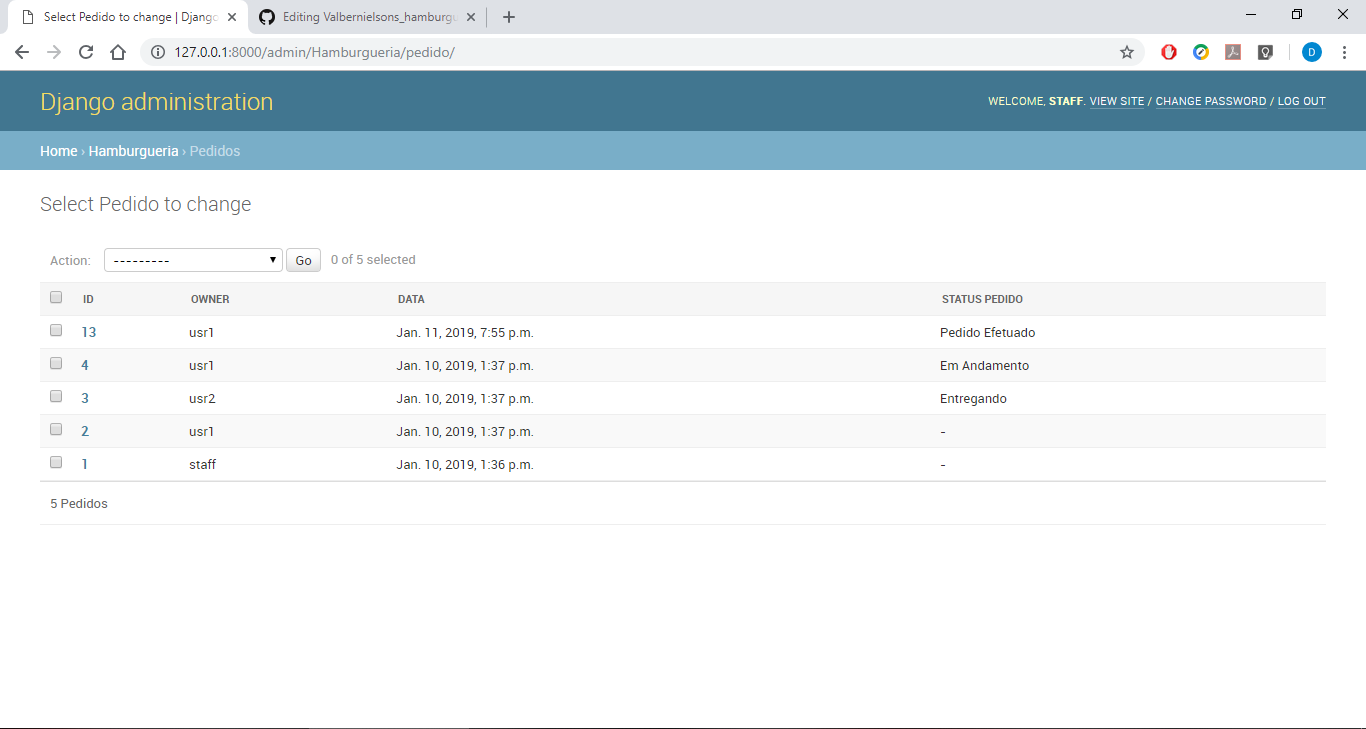 Select Pedido to change | Django
Editing Valbernielsons_hamburgu
127.0.0.1:8000/admin/Hamburgueria/pedido/
D
Django administration
WELCOME, STAFF. VIEW SITE / CHANGE PASSWORD / LOG OUT
Home › Hamburgueria › Pedidos
Select Pedido to change
Action: --------- Go 0 of 5 selected
ID OWNER DATA STATUS PEDIDO
13 usr1 Jan. 11, 2019, 7:55 p.m. Pedido Efetuado
4 usr1 Jan. 10, 2019, 1:37 p.m. Em Andamento
3 usr2 Jan. 10, 2019, 1:37 p.m. Entregando
2 usr1 Jan. 10, 2019, 1:37 p.m. -
1 staff Jan. 10, 2019, 1:36 p.m. -
5 Pedidos